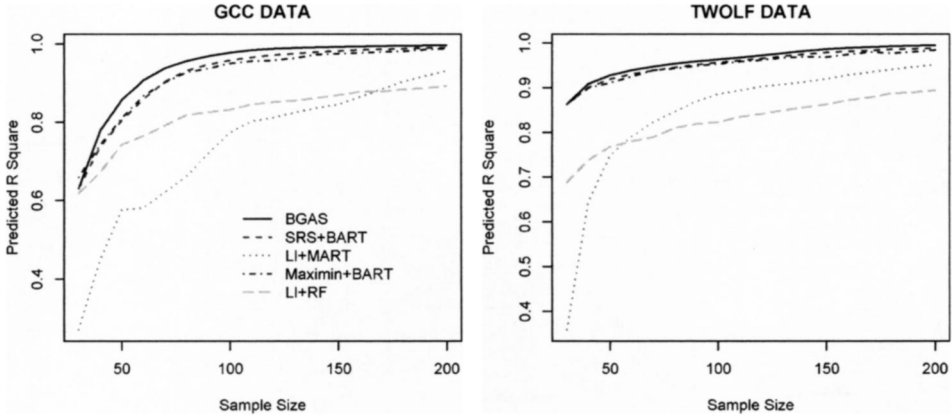 GCC DATA
Predicted R Square
1.0
0.8
0.6
0.4
BGAS
SRS+BART
LI+MART
Maximin+BART
LI+RF
50
100
150
200
Sample Size
TWOLF DATA
Predicted R Square
1.0
0.9
0.8
0.7
0.6
0.5
0.4
50
100
150
200
Sample Size